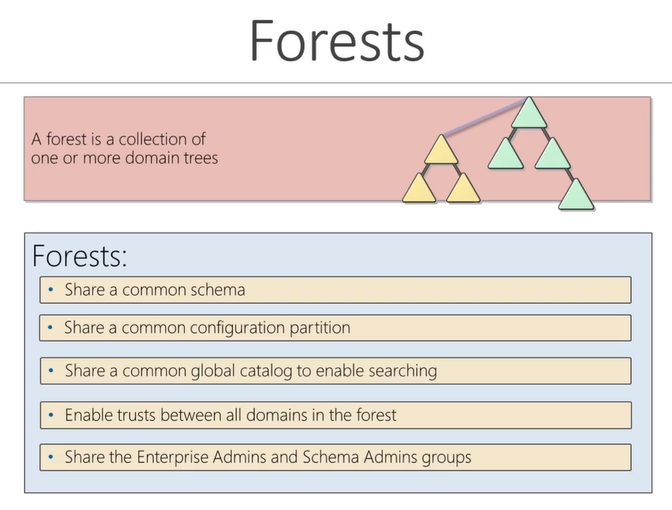 Forests
A forest is a collection of
one or more domain trees
Forests:
• Share a common schema
• Share a common configuration partition
• Share a common global catalog to enable searching
• Enable trusts between all domains in the forest
• Share the Enterprise Admins and Schema Admins groups